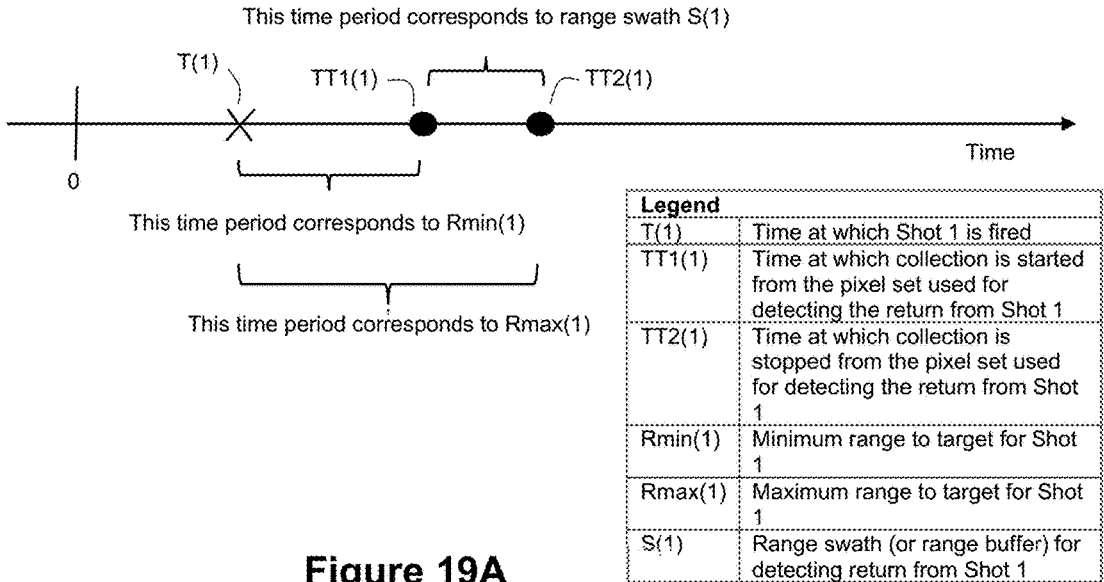 This time period corresponds to range swath S(1)
T(1)
TT1(1)
TT2(1)
Time
0
This time period corresponds to Rmin(1)
This time period corresponds to Rmax(1)
Legend
T(1) Time at which Shot 1 is fired
TT1(1) Time at which collection is started
from the pixel set used for
detecting the return from Shot 1
TT2(1) Time at which collection is
stopped from the pixel set used
for detecting the return from Shot
1
Rmin(1) Minimum range to target for Shot
1
Rmax(1) Maximum range to target for Shot
1
S(1) Range swath (or range buffer) for
detecting return from Shot 1
Figure 19A